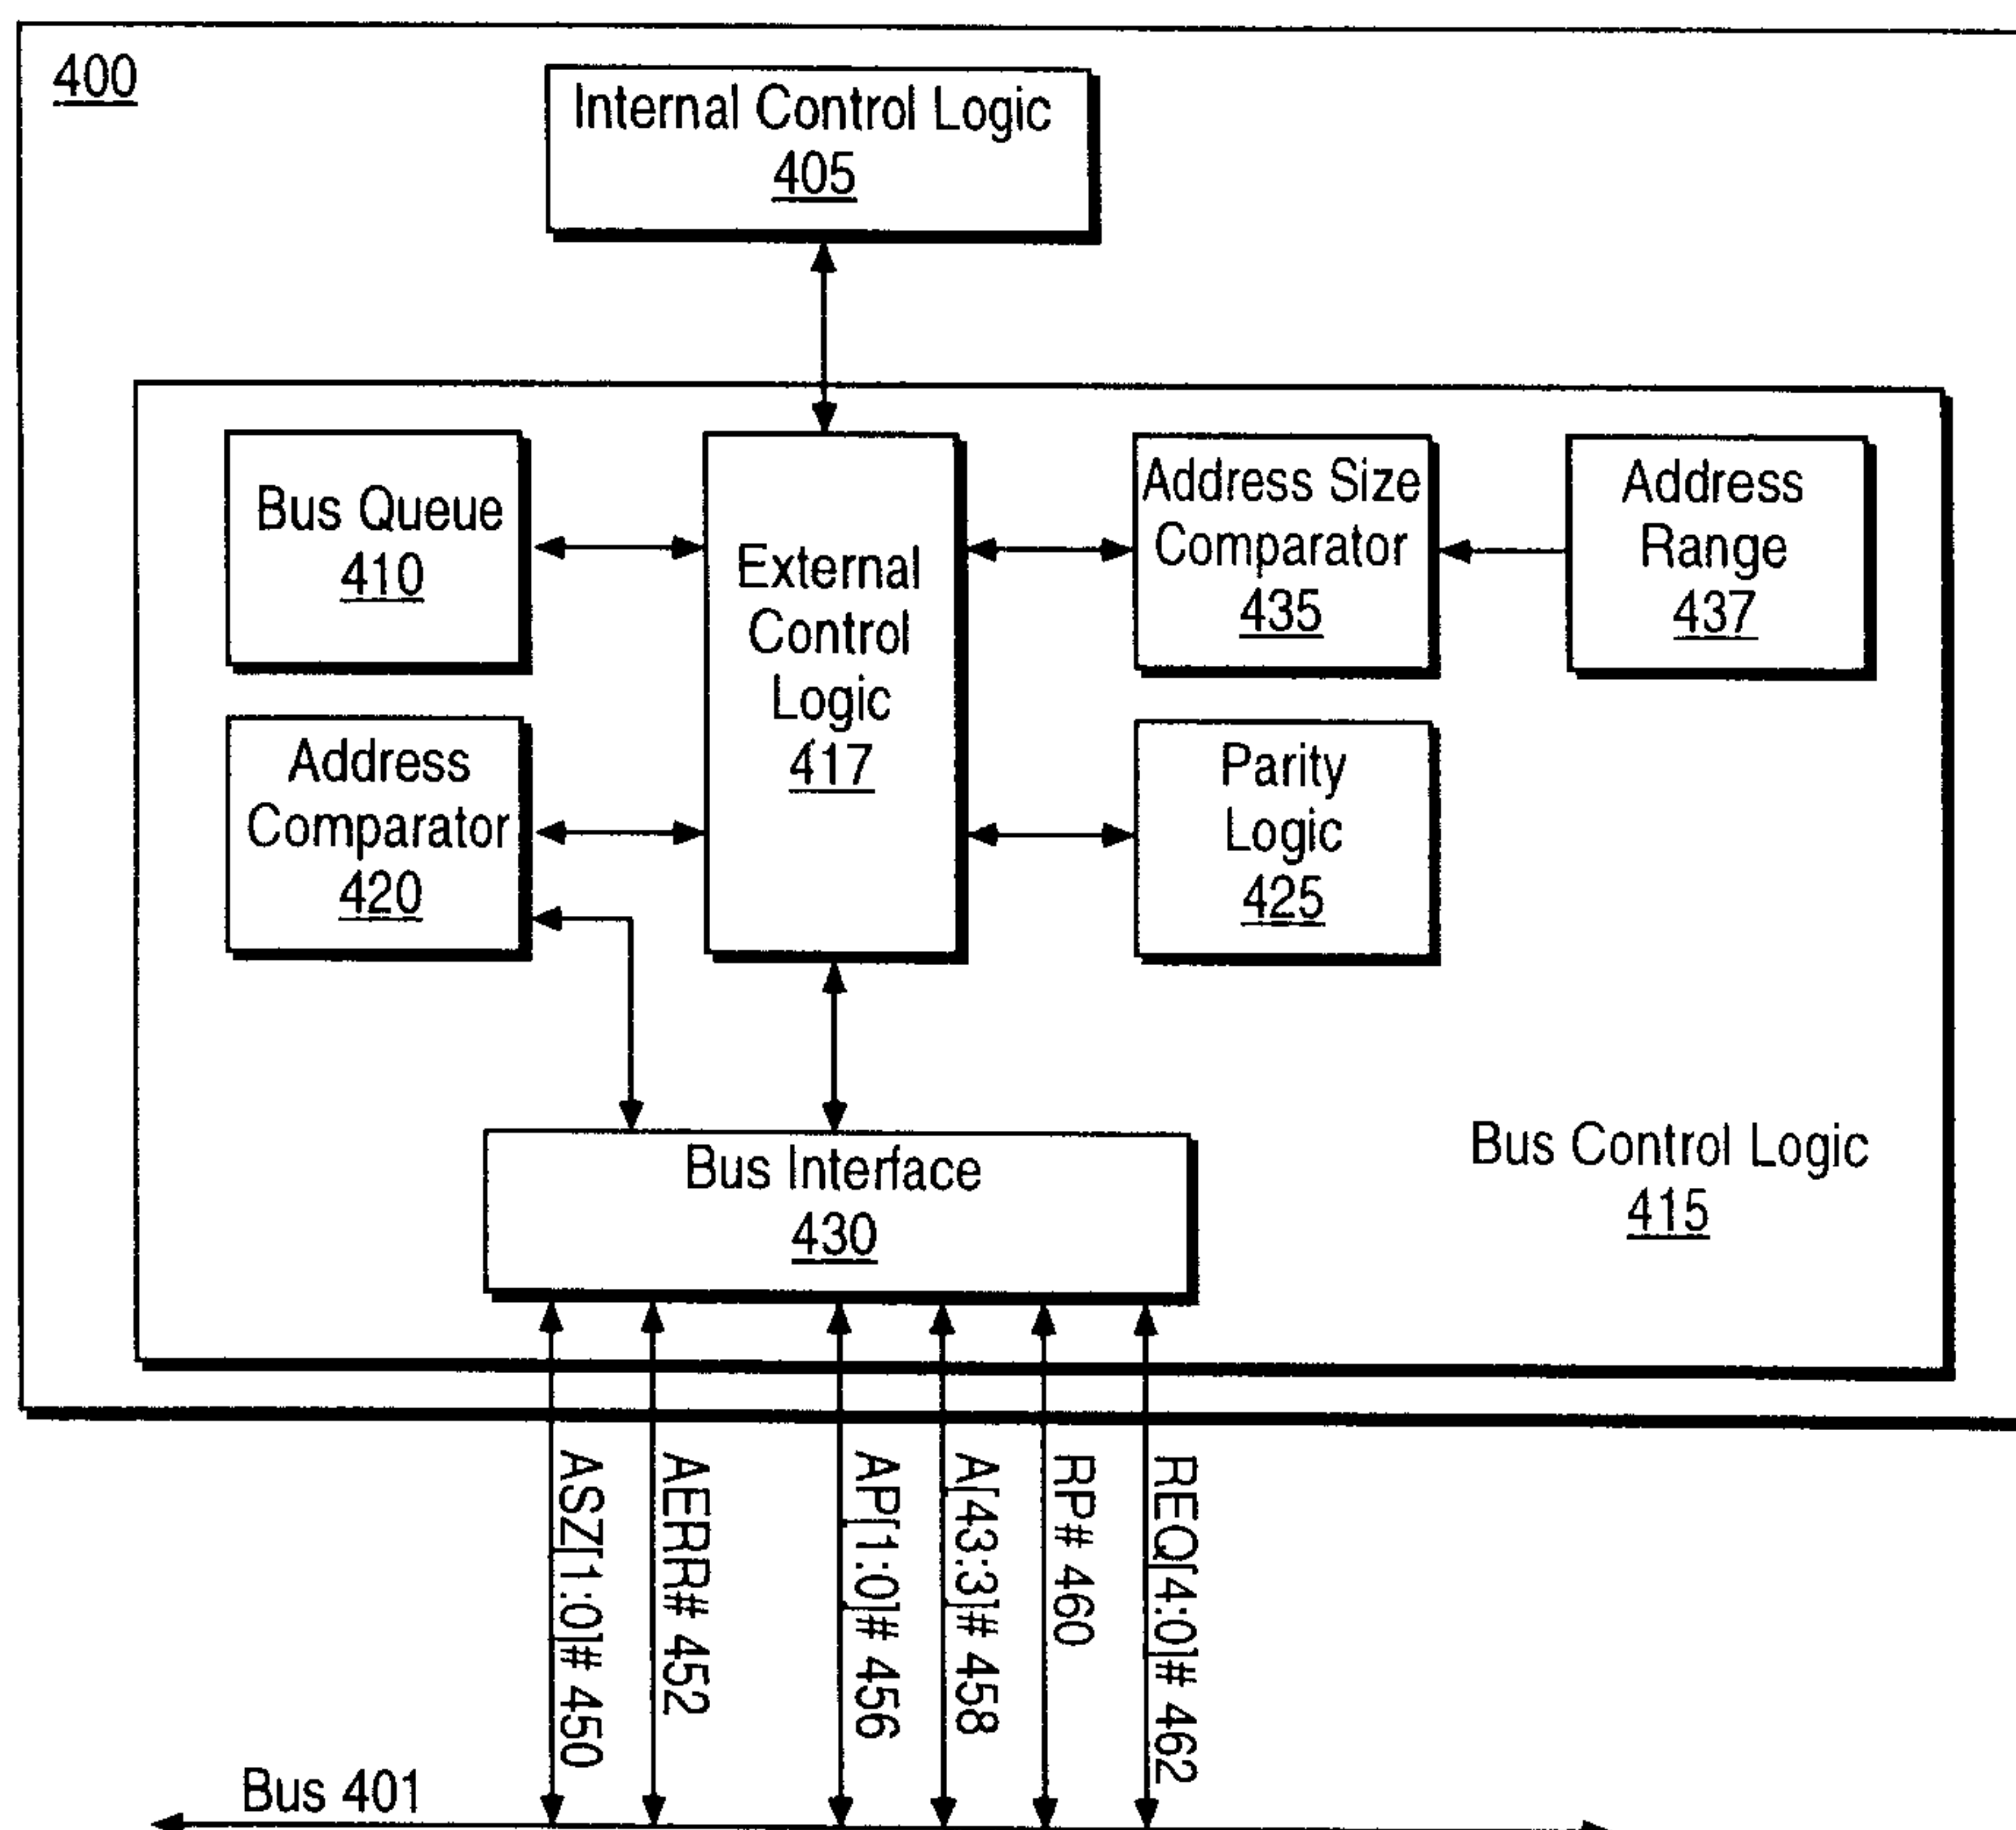 400
Internal Control Logic
405
Bus Queue
410
External
Control
Logic
417
Address Size
Comparator
435
Address
Range
437
Address
Comparator
420
Parity
Logic
425
Bus Interface
430
Bus Control Logic
415
ASZ[1:0]# 450
AERR# 452
AP[1:0]# 456
A[43:3]# 458
RP# 460
REQ[4:0]# 462
Bus 401